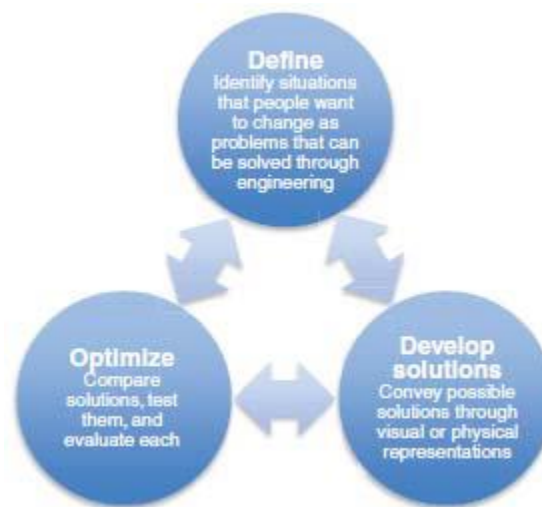 Define
Identify situations
that people want
to change as
problems that can
be solved through
engineering
Optimize
Compare
solutions, test
them, and
evaluate each
Develop
solutions
Convey possible
solutions through
visual or physical
representations